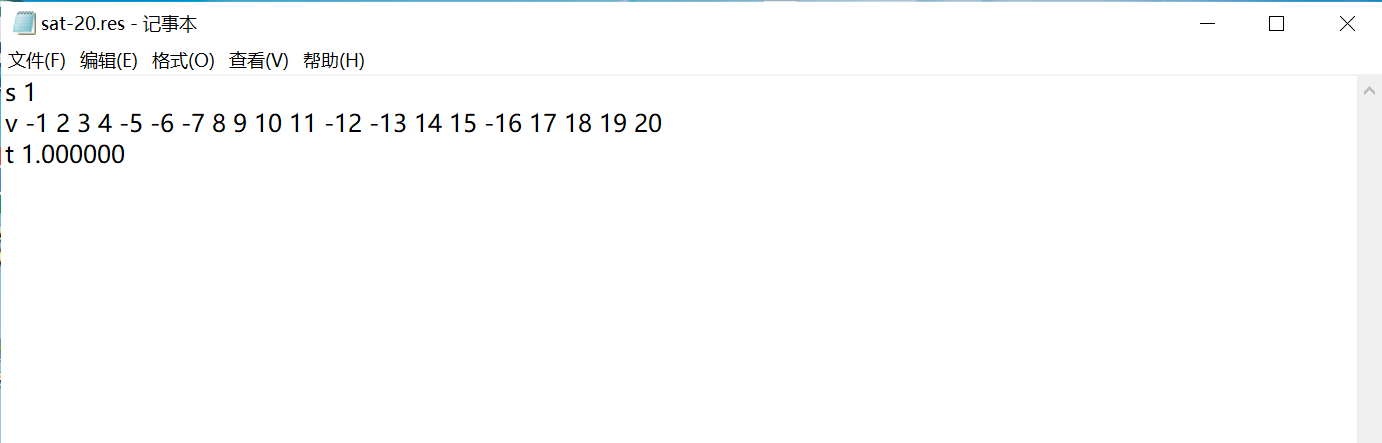 sat-20.res - 记事本
文件(F) 编辑(E) 格式(O) 查看(V) 帮助(H)
s 1
v -1 2 3 4 -5 -6 -7 8 9 10 11 -12 -13 14 15 -16 17 18 19 20
t 1.000000